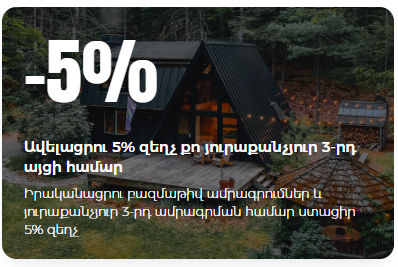 -5%
Ավելացրու 5% զեղչ քո յուրաքանչյուր 3-րդ
այցի համար
Իրականացրու բազմաթիվ ամրագրումներ և
յուրաքանչյուր 3-րդ ամրագրման համար ստացիր
5% զեղչ